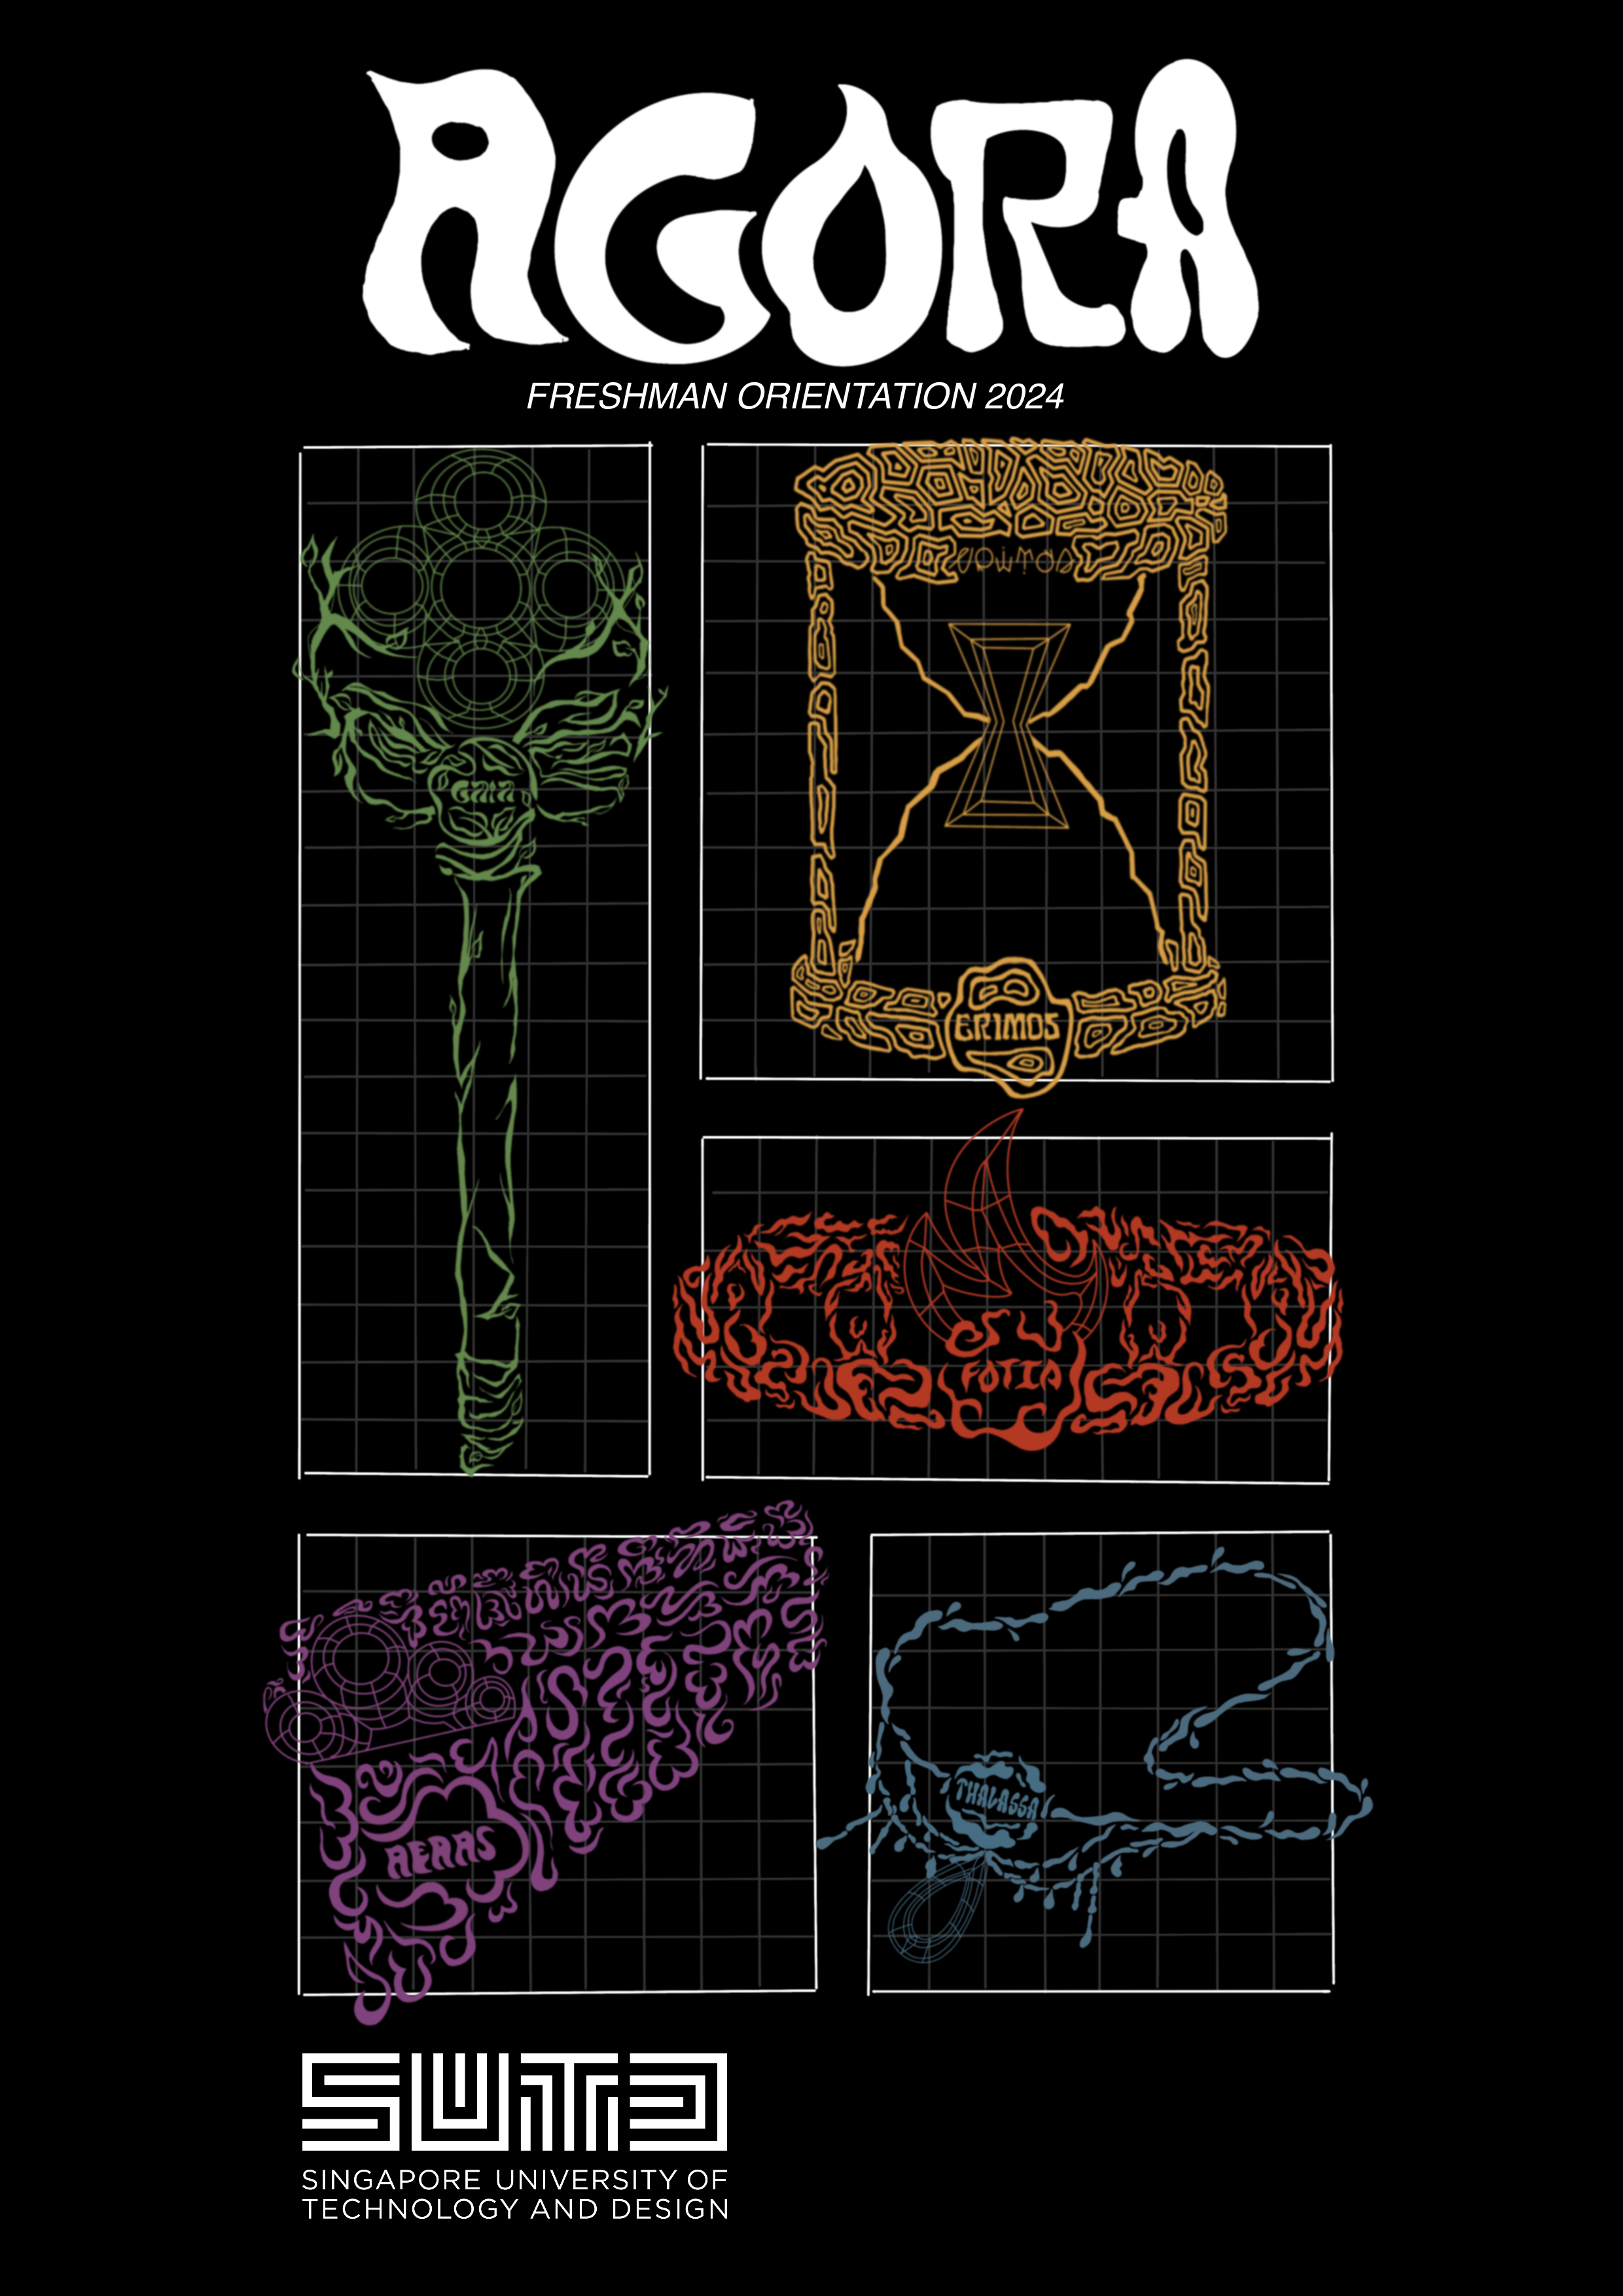 AGORA
FRESHMAN ORIENTATION 2024
GAIA
ERIMOS
FOTIA
AERAS
THALASSA
SUTD
SINGAPORE UNIVERSITY OF
TECHNOLOGY AND DESIGN